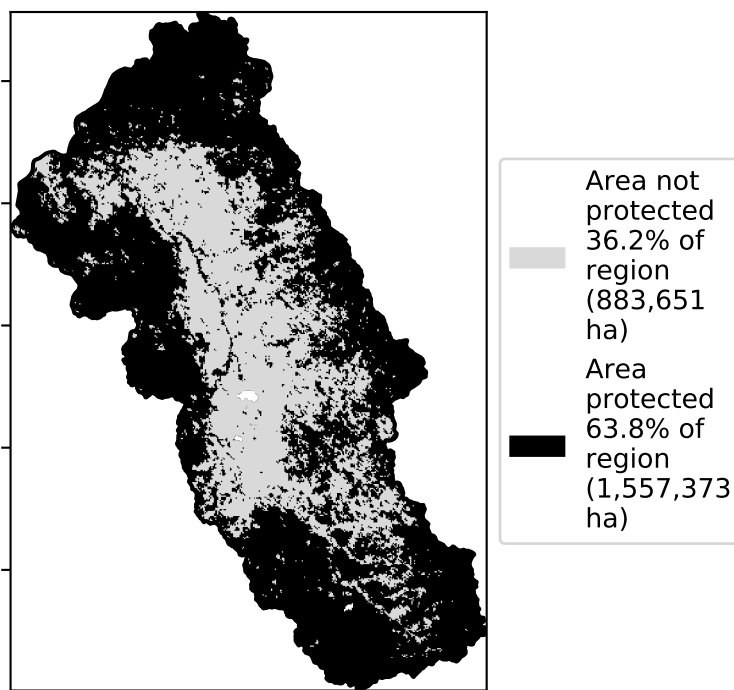 Area not
protected
36.2% of
region
(883,651
ha)
Area
protected
63.8% of
region
(1,557,373
ha)